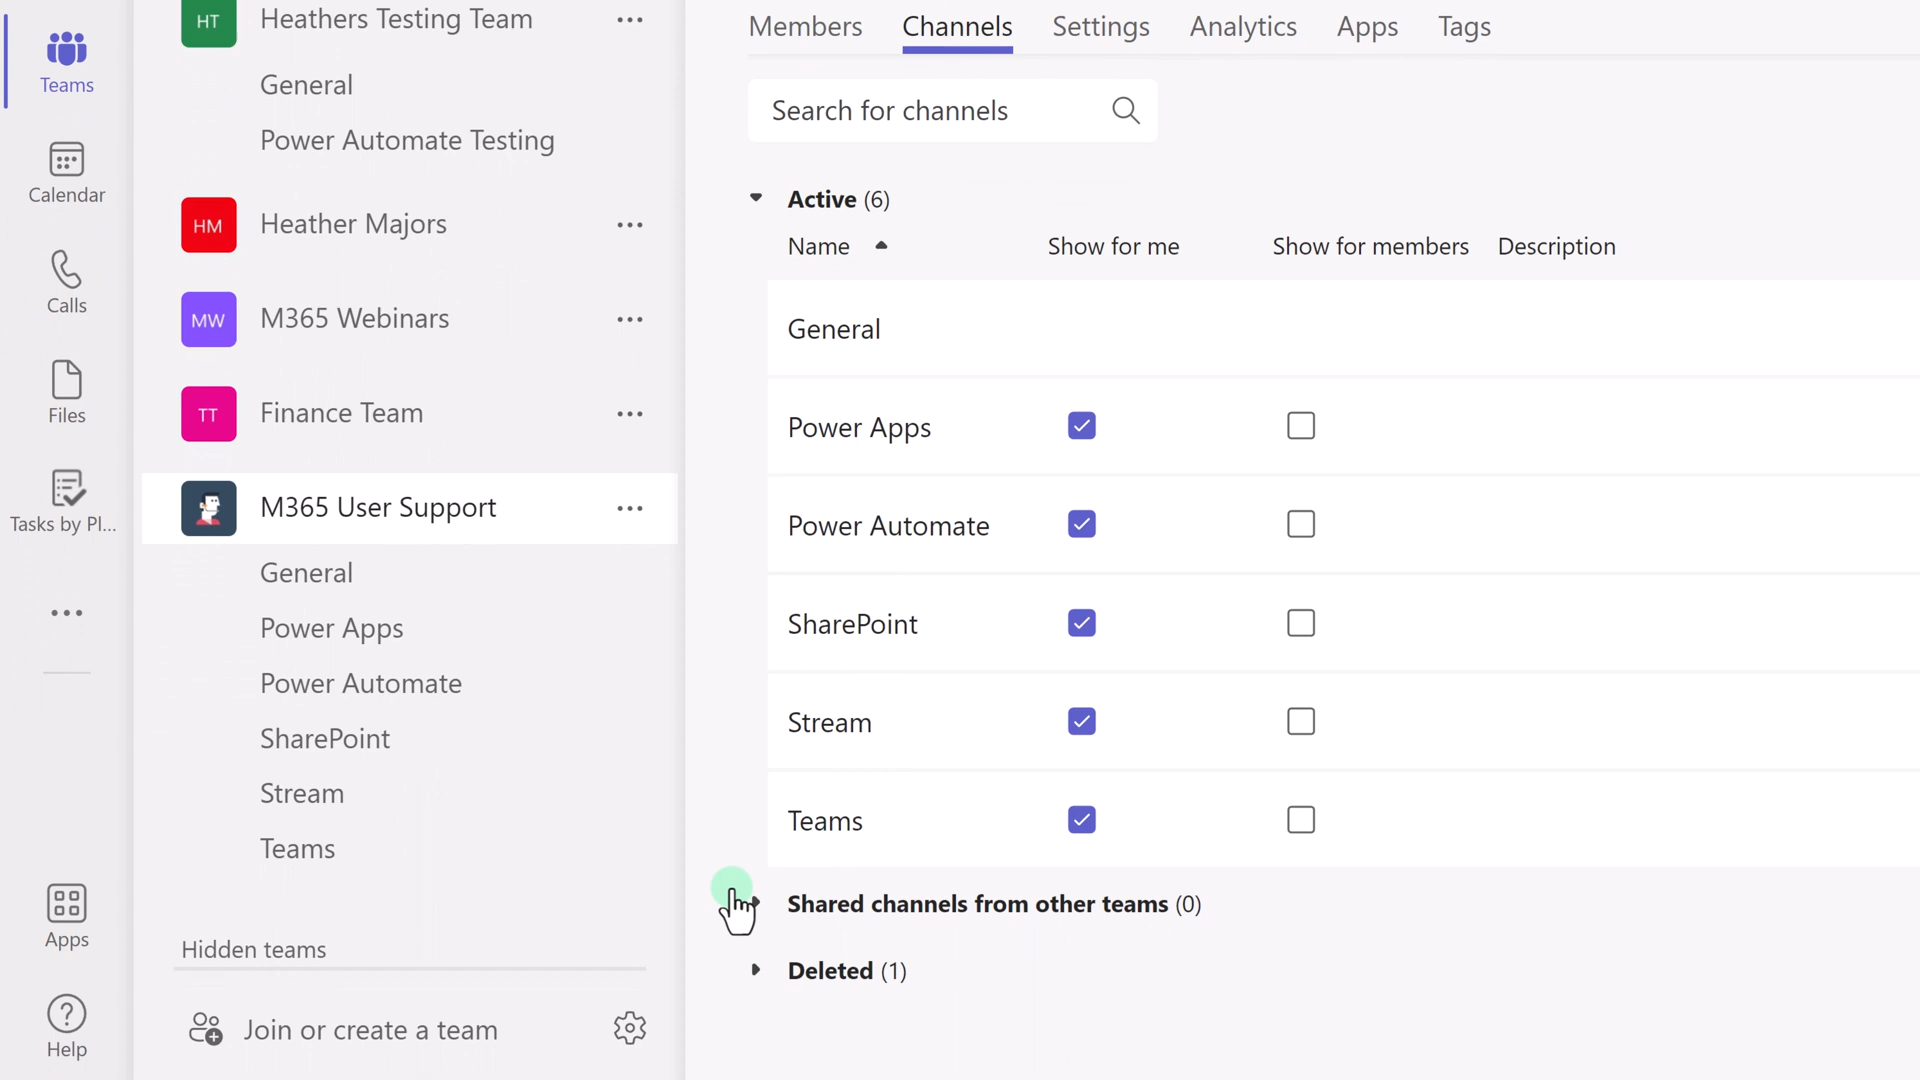 Teams
Calendar
Calls
Files
Tasks by Pl...
Apps
Help
HT Heathers Testing Team
General
Power Automate Testing
HM Heather Majors
MW M365 Webinars
TT Finance Team
M365 User Support
General
Power Apps
Power Automate
SharePoint
Stream
Teams
Hidden teams
Join or create a team
Members Channels Settings Analytics Apps Tags
Search for channels
Active (6)
Name Show for me Show for members Description
General
Power Apps
Power Automate
SharePoint
Stream
Teams
Shared channels from other teams (0)
Deleted (1)